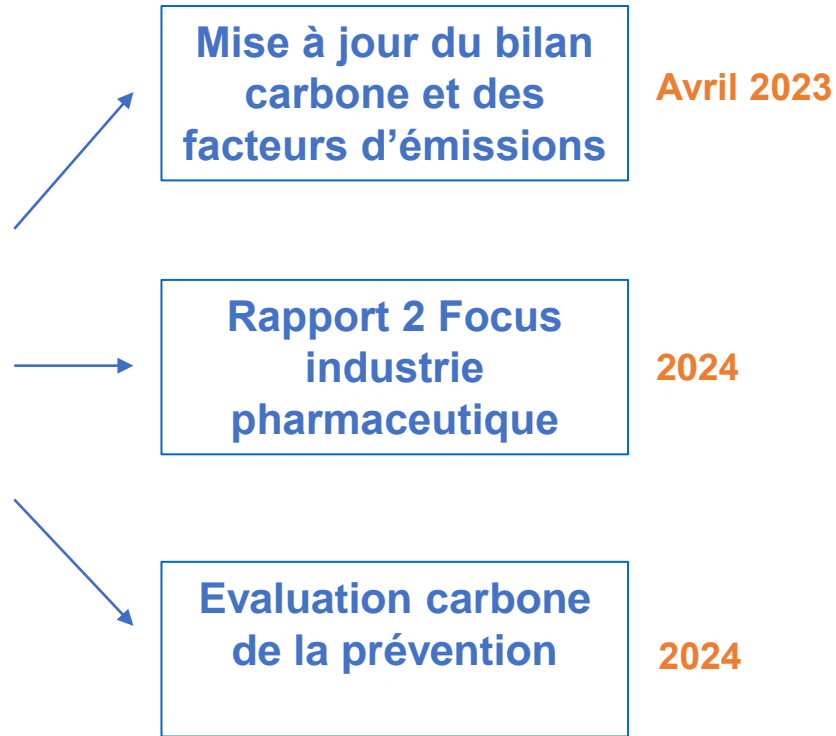 Mise à jour du bilan
carbone et des
facteurs d’émissions
Avril 2023
Rapport 2 Focus
industrie
pharmaceutique
2024
Evaluation carbone
de la prévention
2024